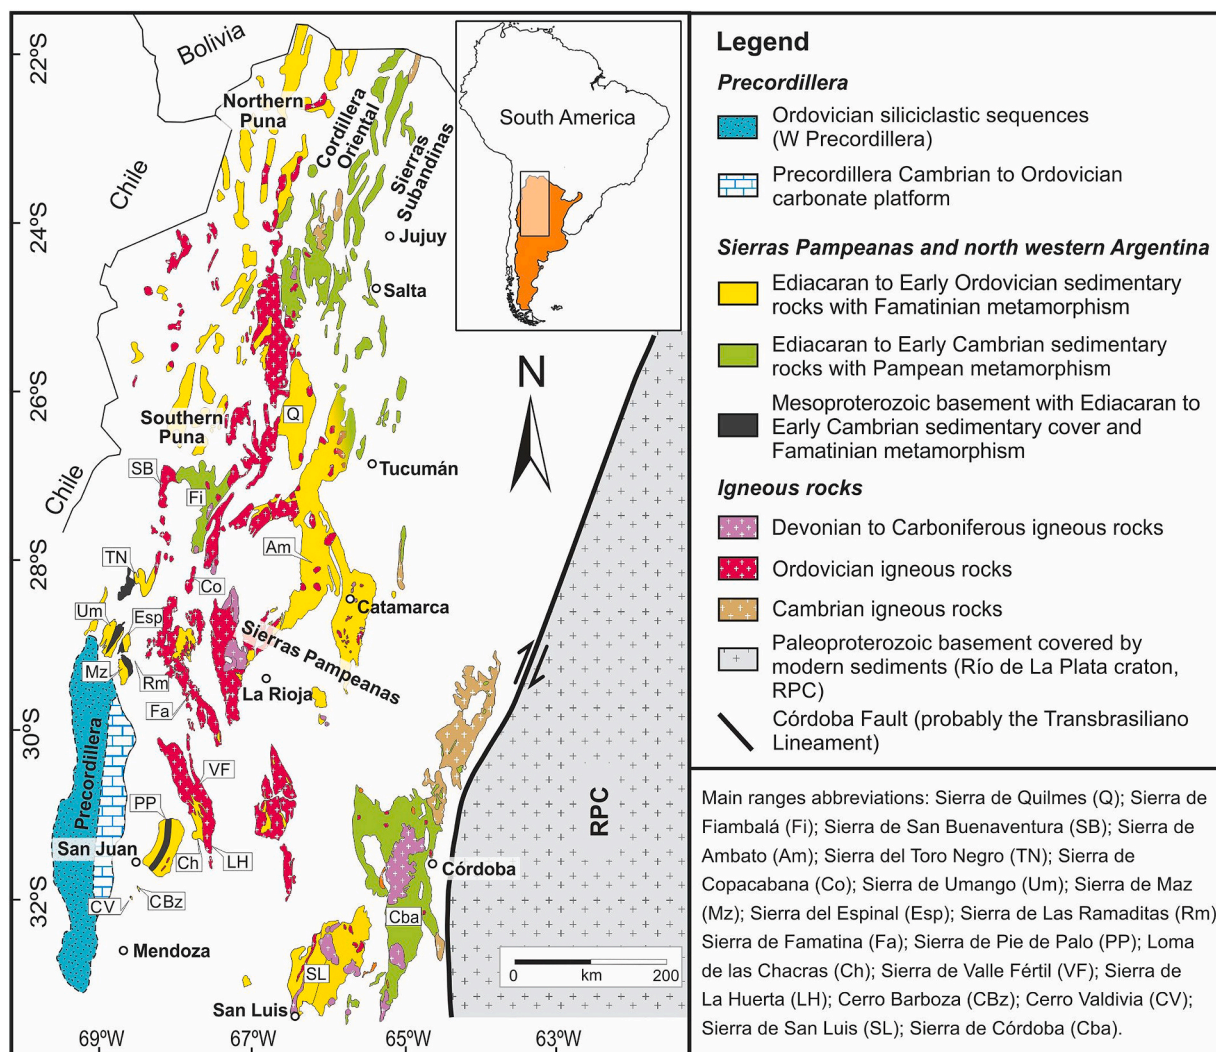 22ºS
24ºS
26ºS
28ºS
30ºS
32ºS
69ºW
67ºW
65ºW
63ºW
Bolivia
Chile
Chile
Northern
Puna
Cordillera
Oriental
Sierras
Subandinas
Jujuy
Salta
Southern
Puna
Q
SB
Fi
Tucumán
TN
Am
Co
Um
Esp
Catamarca
Sierras Pampeanas
Mz
Rm
La Rioja
Fa
Precordillera
VF
PP
San Juan
Ch
LH
Córdoba
CV
CBz
Cba
Mendoza
SL
San Luis
RPC
N
South America
0 km 200
Legend
Precordillera
Ordovician siliciclastic sequences
(W Precordillera)
Precordillera Cambrian to Ordovician
carbonate platform
Sierras Pampeanas and north western Argentina
Ediacaran to Early Ordovician sedimentary
rocks with Famatinian metamorphism
Ediacaran to Early Cambrian sedimentary
rocks with Pampean metamorphism
Mesoproterozoic basement with Ediacaran to
Early Cambrian sedimentary cover and
Famatinian metamorphism
Igneous rocks
Devonian to Carboniferous igneous rocks
Ordovician igneous rocks
Cambrian igneous rocks
Paleoproterozoic basement covered by
modern sediments (Río de La Plata craton,
RPC)
Córdoba Fault (probably the Transbrasiliano
Lineament)
Main ranges abbreviations: Sierra de Quilmes (Q); Sierra de
Fiambalá (Fi); Sierra de San Buenaventura (SB); Sierra de
Ambato (Am); Sierra del Toro Negro (TN); Sierra de
Copacabana (Co); Sierra de Umango (Um); Sierra de Maz
(Mz); Sierra del Espinal (Esp); Sierra de Las Ramaditas (Rm)
Sierra de Famatina (Fa); Sierra de Pie de Palo (PP); Loma
de las Chacras (Ch); Sierra de Valle Fértil (VF); Sierra de
La Huerta (LH); Cerro Barboza (CBz); Cerro Valdivia (CV);
Sierra de San Luis (SL); Sierra de Córdoba (Cba).